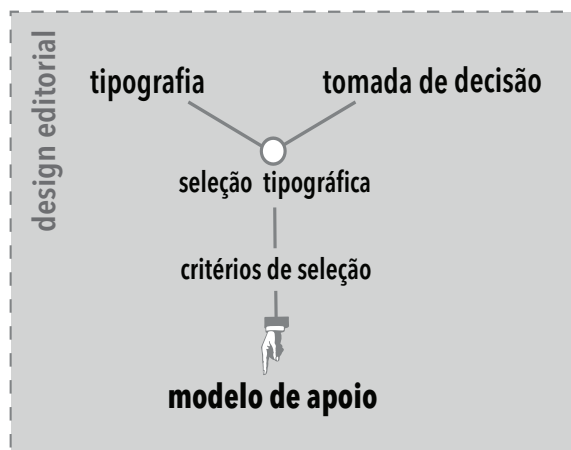 design editorial
tipografia
tomada de decisão
seleção tipográfica
critérios de seleção
modelo de apoio